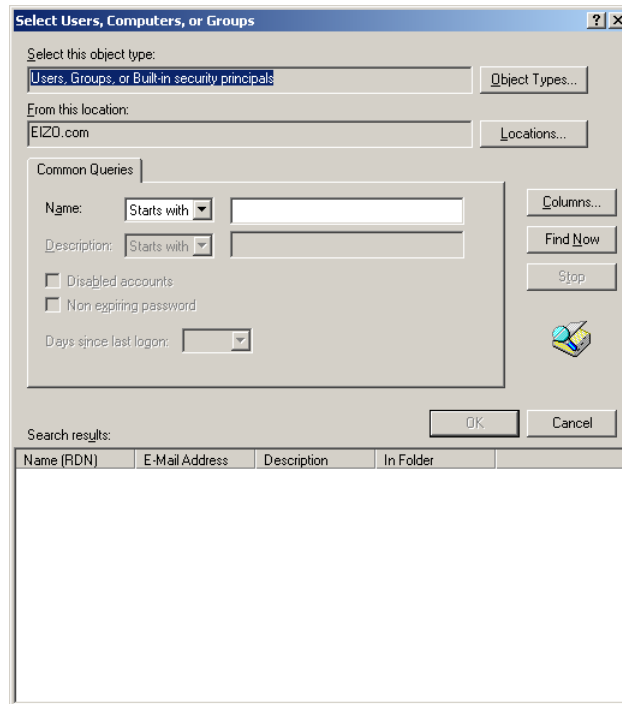 Select Users, Computers, or Groups
Select this object type:
Users, Groups, or Built-in security principals
Object Types...
From this location:
EIZO.com
Locations...
Common Queries
Name: Starts with
Columns...
Description: Starts with
Find Now
Disabled accounts
Stop
Non expiring password
Days since last logon:
OK Cancel
Search results:
Name (RDN) E-Mail Address Description In Folder